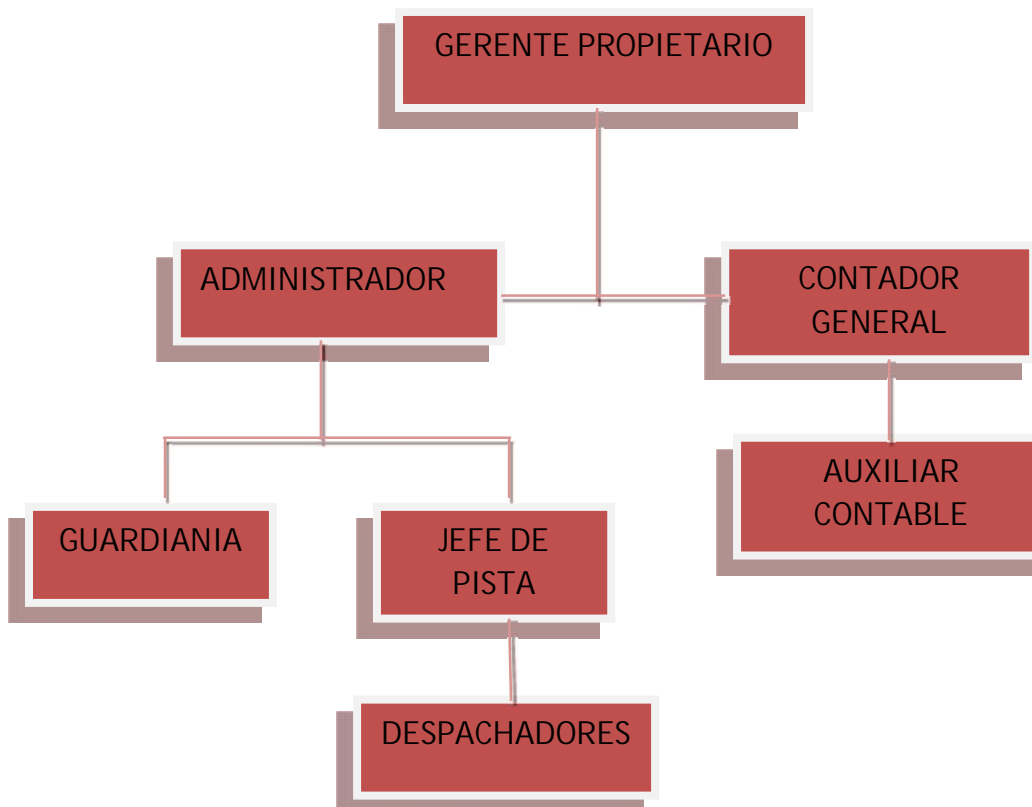 GERENTE PROPIETARIO
ADMINISTRADOR
CONTADOR
GENERAL
AUXILIAR
CONTABLE
GUARDIANIA
JEFE DE
PISTA
DESPACHADORES